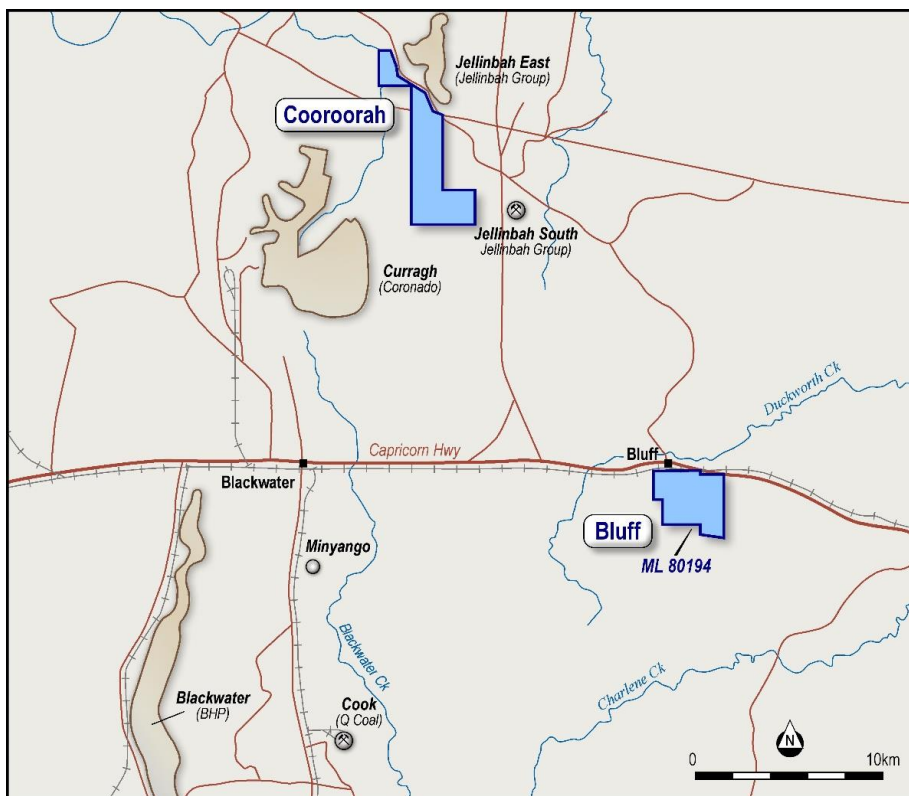 Jellinbah East
(Jellinbah Group)
Cooroorah
Jellinbah South
Jellinbah Group)
Curragh
(Coronado)
Duckworth Ck
Capricorn Hwy
Bluff
Blackwater
Bluff
ML 80194
Minyango
Blackwater Ck
Charlene Ck
Blackwater
(BHP)
Cook
(Q Coal)
N
0
10km